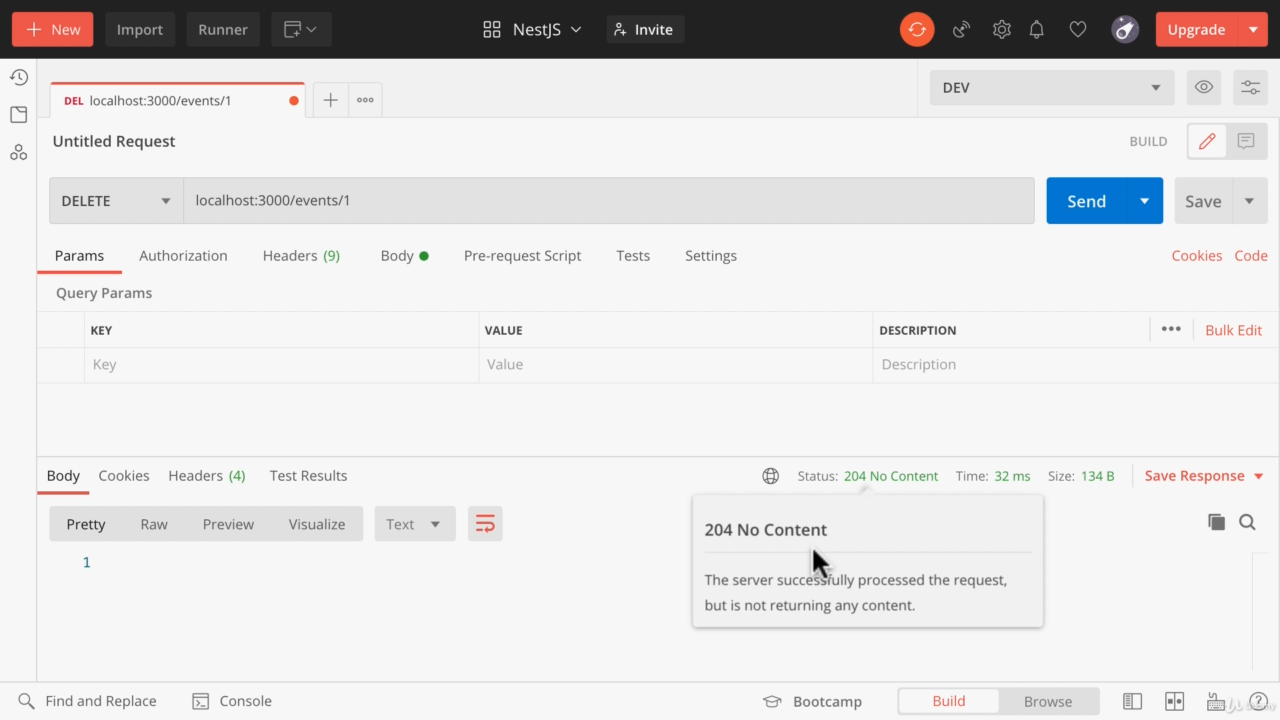 New
Import
Runner
NestJS
Invite
Upgrade
DEL localhost:3000/events/1
DEV
Untitled Request
BUILD
DELETE
localhost:3000/events/1
Send
Save
Params
Authorization
Headers (9)
Body
Pre-request Script
Tests
Settings
Cookies
Code
Query Params
KEY
VALUE
DESCRIPTION
Bulk Edit
Key
Value
Description
Body
Cookies
Headers (4)
Test Results
Status: 204 No Content
Time: 32 ms
Size: 134 B
Save Response
Pretty
Raw
Preview
Visualize
Text
1
204 No Content
The server successfully processed the request,
but is not returning any content.
Find and Replace
Console
Bootcamp
Build
Browse